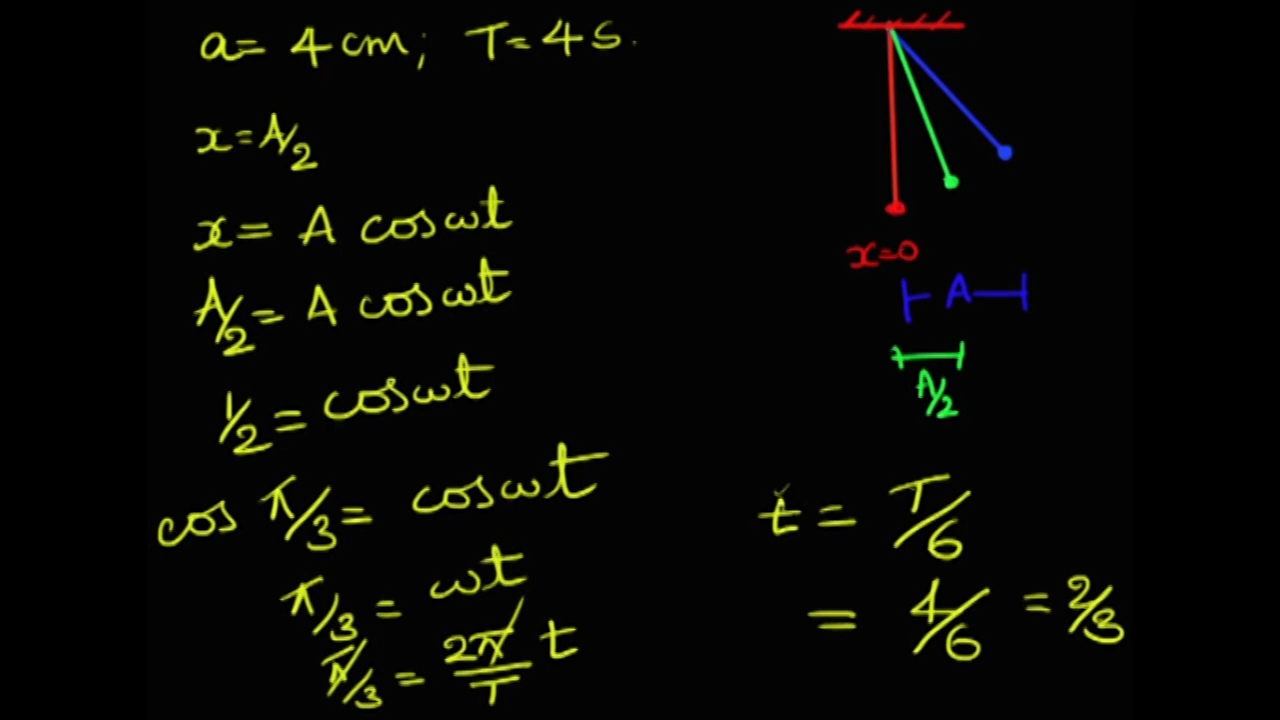 a = 4 cm; T = 4 S.
x = A/2
x = A cos ωt
A/2 = A cos ωt
1/2 = cos ωt
cos π/3 = cos ωt
π/3 = ωt
π/3 = 2π/T t
x=0
A
A/2
t = T/6
= 4/6 = 2/3